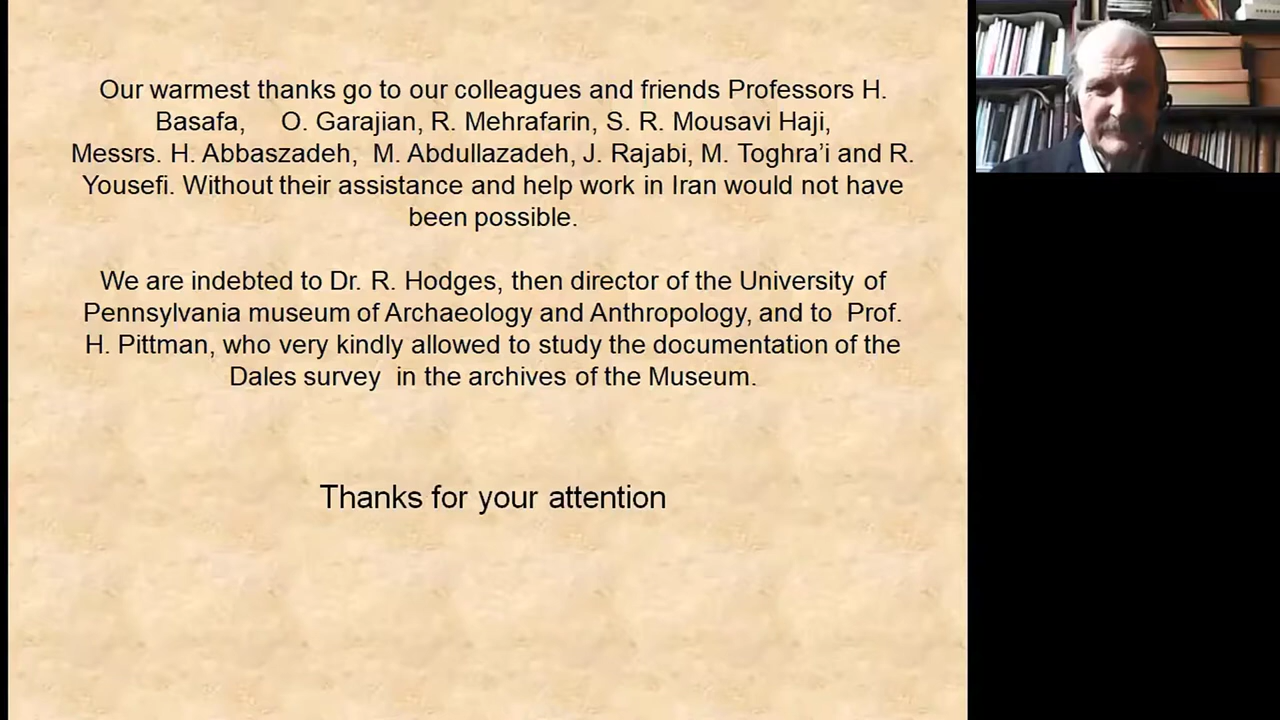 Our warmest thanks go to our colleagues and friends Professors H.
Basafa, O. Garajian, R. Mehrafarin, S. R. Mousavi Haji,
Messrs. H. Abbaszadeh, M. Abdullazadeh, J. Rajabi, M. Toghra’i and R.
Yousefi. Without their assistance and help work in Iran would not have
been possible.
We are indebted to Dr. R. Hodges, then director of the University of
Pennsylvania museum of Archaeology and Anthropology, and to Prof.
H. Pittman, who very kindly allowed to study the documentation of the
Dales survey in the archives of the Museum.
Thanks for your attention